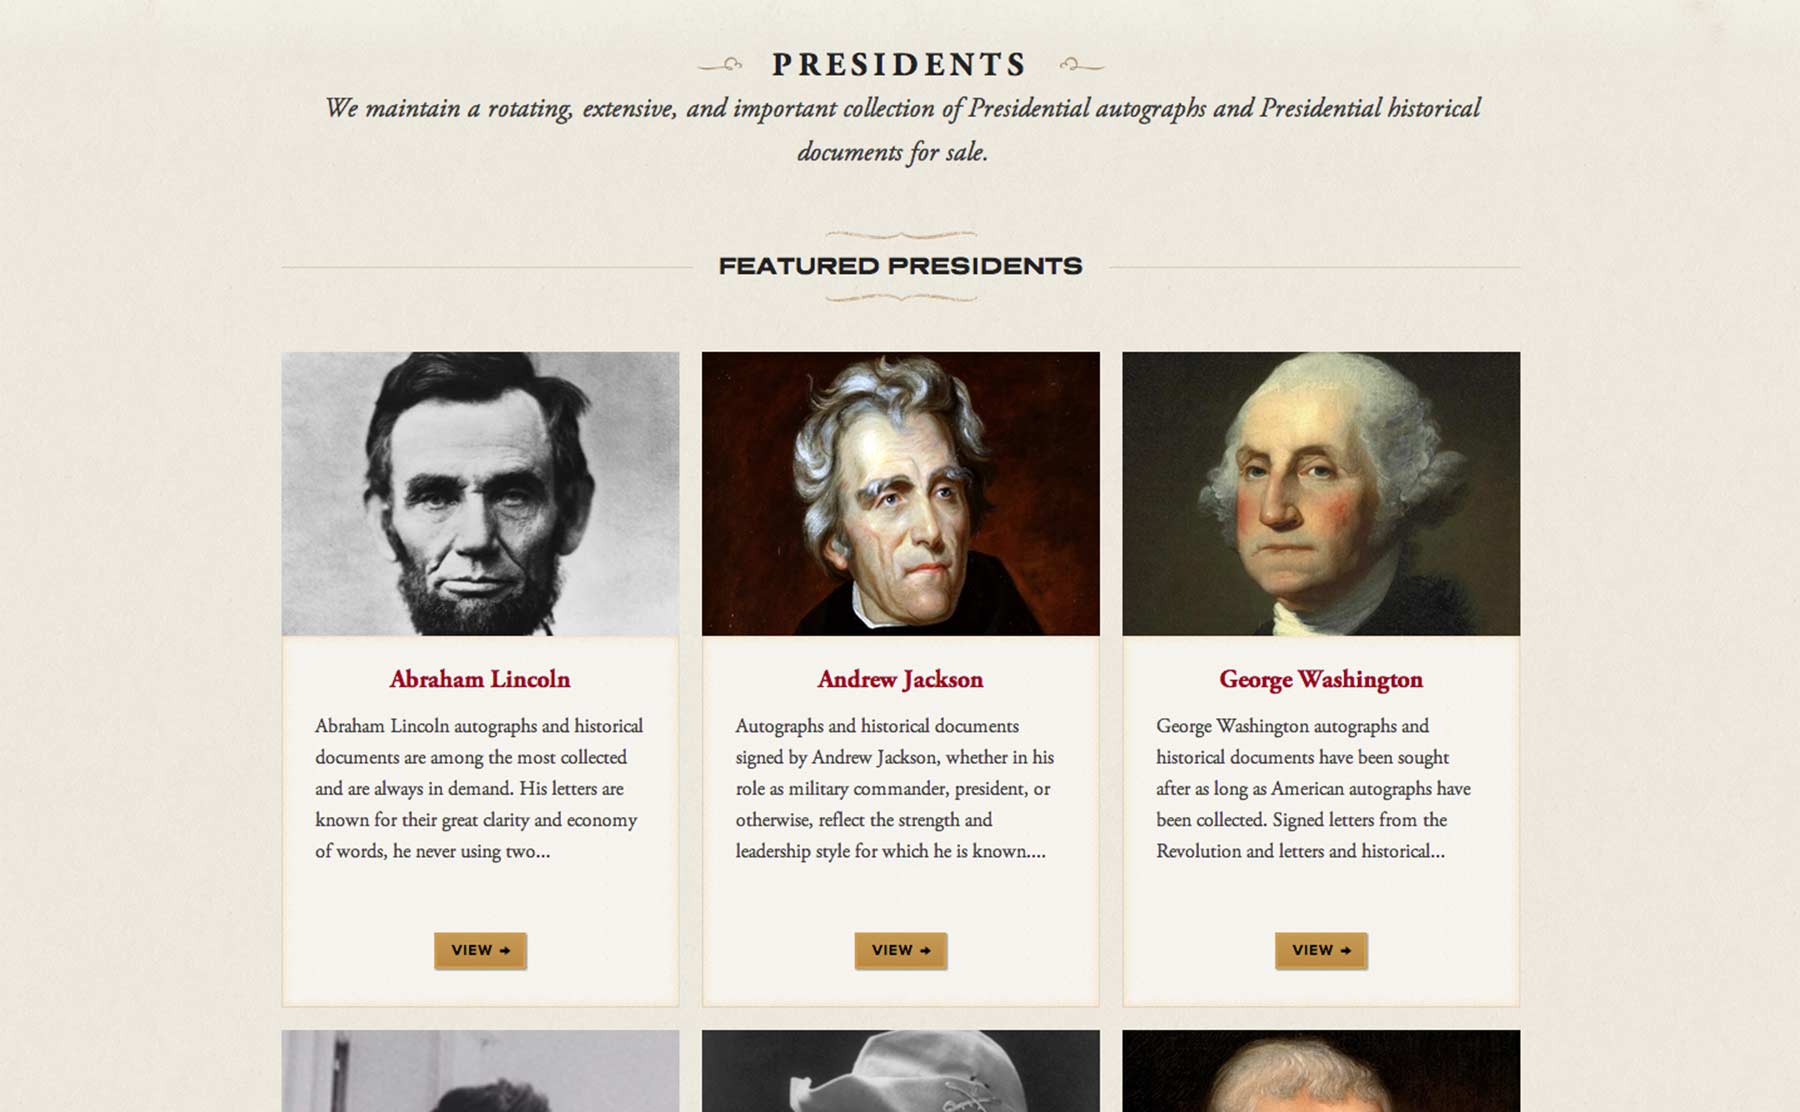 PRESIDENTS
We maintain a rotating, extensive, and important collection of Presidential autographs and Presidential historical
documents for sale.
FEATURED PRESIDENTS
Abraham Lincoln
Abraham Lincoln autographs and historical
documents are among the most collected
and are always in demand. His letters are
known for their great clarity and economy
of words, he never using two...
VIEW →
Andrew Jackson
Autographs and historical documents
signed by Andrew Jackson, whether in his
role as military commander, president, or
otherwise, reflect the strength and
leadership style for which he is known....
VIEW →
George Washington
George Washington autographs and
historical documents have been sought
after as long as American autographs have
been collected. Signed letters from the
Revolution and letters and historical...
VIEW →